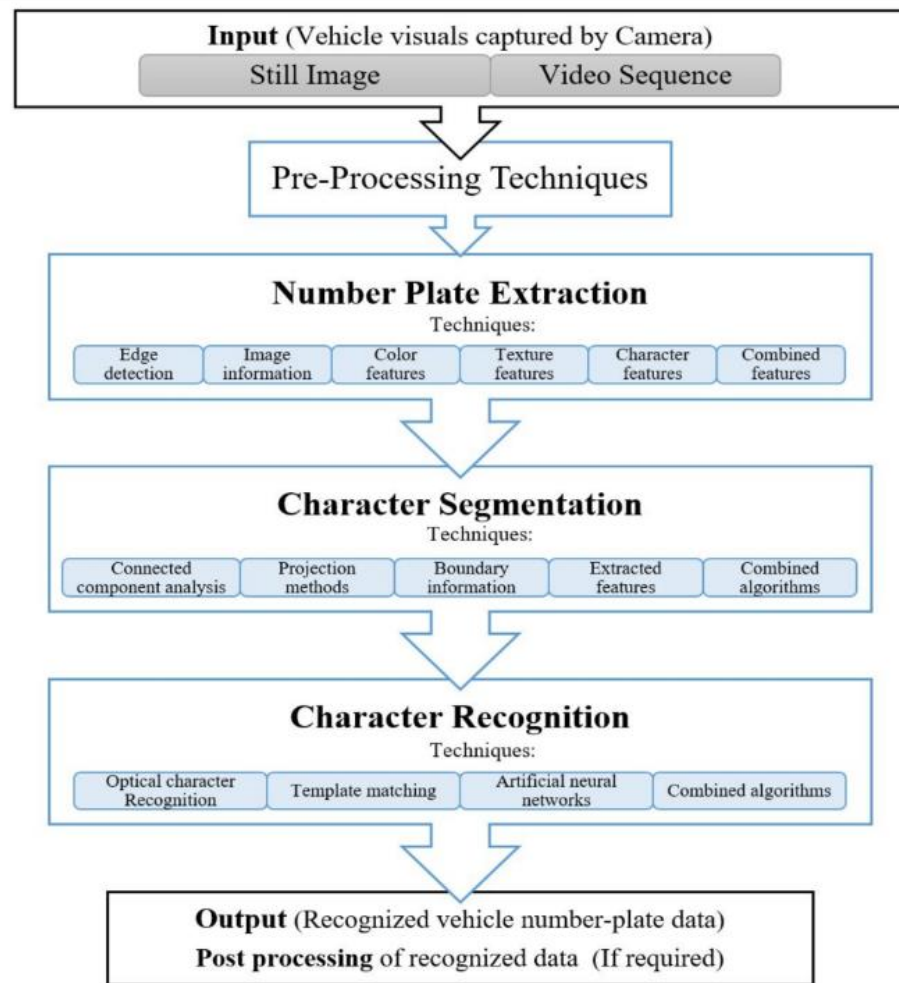 Input (Vehicle visuals captured by Camera)
Still Image
Video Sequence
Pre-Processing Techniques
Number Plate Extraction
Techniques:
Edge
detection
Image
information
Color
features
Texture
features
Character
features
Combined
features
Character Segmentation
Techniques:
Connected
component analysis
Projection
methods
Boundary
information
Extracted
features
Combined
algorithms
Character Recognition
Techniques:
Optical character
Recognition
Template matching
Artificial neural
networks
Combined algorithms
Output (Recognized vehicle number-plate data)
Post processing of recognized data (If required)